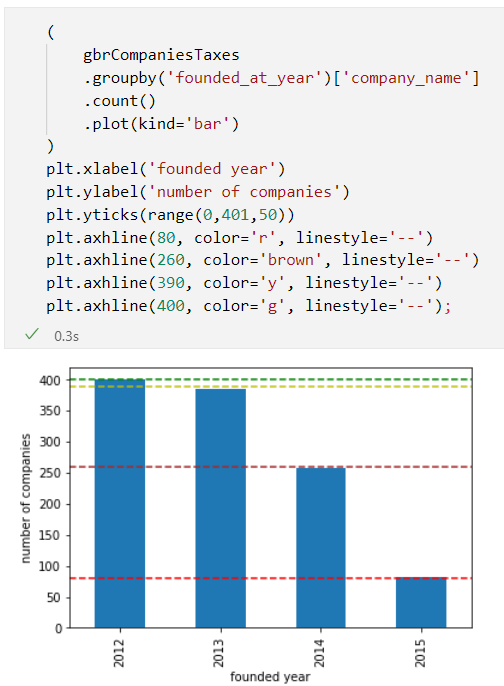 (
    gbrCompaniesTaxes
    .groupby('founded_at_year')['company_name']
    .count()
    .plot(kind='bar')
)
plt.xlabel('founded year')
plt.ylabel('number of companies')
plt.yticks(range(0,401,50))
plt.axhline(80, color='r', linestyle='--')
plt.axhline(260, color='brown', linestyle='--')
plt.axhline(390, color='y', linestyle='--')
plt.axhline(400, color='g', linestyle='--');
0.3s
number of companies
400
350
300
250
200
150
100
50
0
2012
2013
2014
2015
founded year